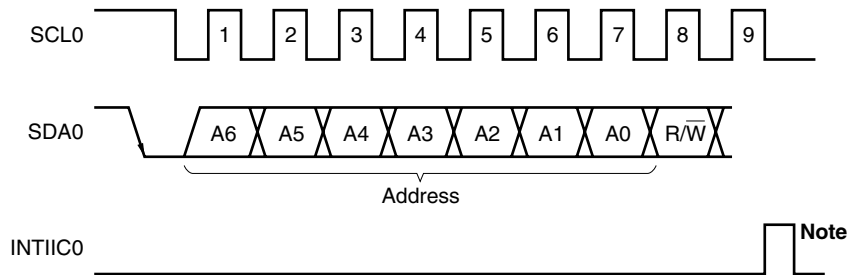 SCL0 1 2 3 4 5 6 7 8 9
SDA0 A6 A5 A4 A3 A2 A1 A0 R/W̅
Address
INTIIC0 Note